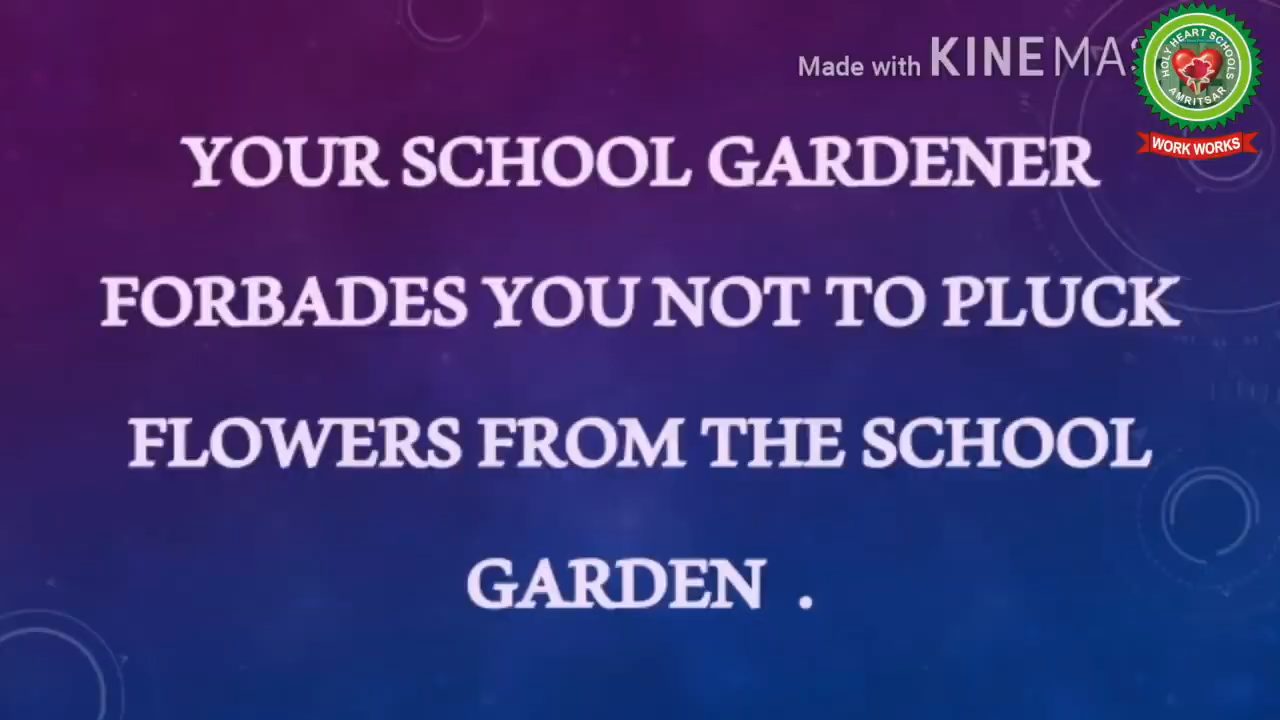 Made with KINEMAS
HOLY HEART SCHOOLS
AMRITSAR
WORK WORKS
YOUR SCHOOL GARDENER
FORBADES YOU NOT TO PLUCK
FLOWERS FROM THE SCHOOL
GARDEN .